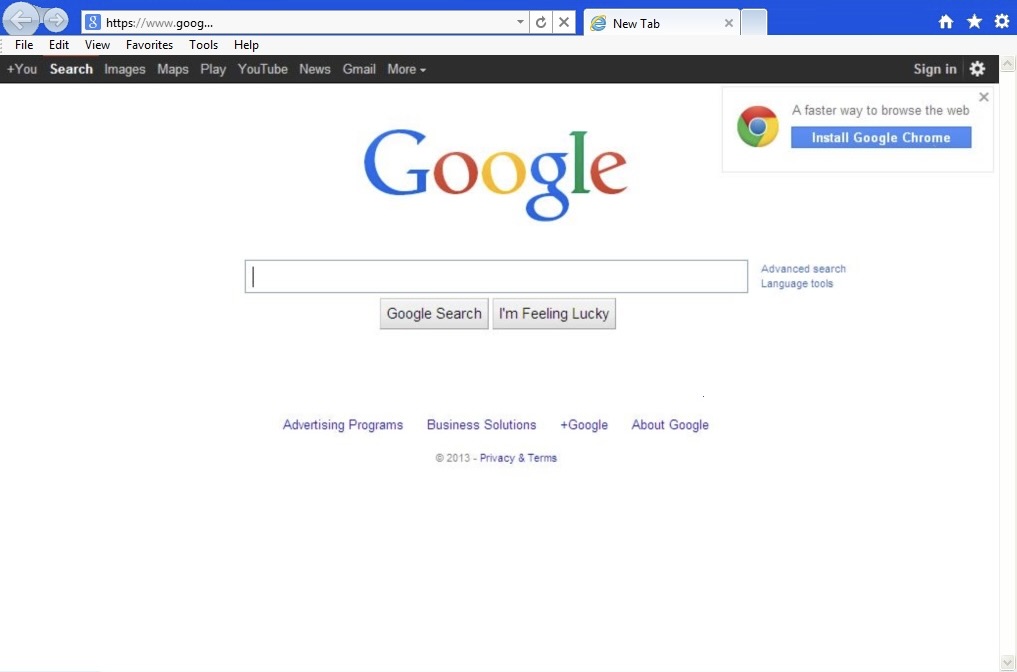 https://www.goog...
New Tab
File Edit View Favorites Tools Help
+You Search Images Maps Play YouTube News Gmail More Sign in
A faster way to browse the web
Install Google Chrome
Google
Advanced search
Language tools
Google Search I'm Feeling Lucky
Advertising Programs Business Solutions +Google About Google
© 2013 - Privacy & Terms